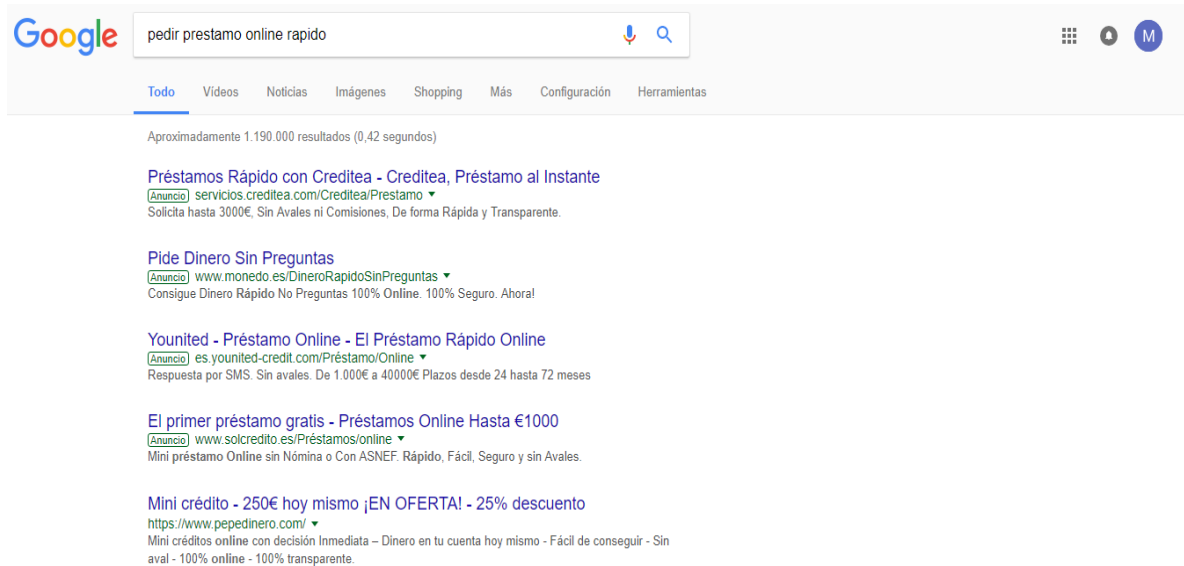 Google
pedir prestamo online rapido
M
Todo Vídeos Noticias Imágenes Shopping Más Configuración Herramientas
Aproximadamente 1.190.000 resultados (0,42 segundos)
Préstamos Rápido con Creditea - Creditea, Préstamo al Instante
Anuncio servicios.creditea.com/Creditea/Prestamo
Solicita hasta 3000€, Sin Avales ni Comisiones, De forma Rápida y Transparente.
Pide Dinero Sin Preguntas
Anuncio www.monedo.es/DineroRapidoSinPreguntas
Consigue Dinero Rápido No Preguntas 100% Online. 100% Seguro. Ahora!
Younited - Préstamo Online - El Préstamo Rápido Online
Anuncio es.younited-credit.com/Préstamo/Online
Respuesta por SMS. Sin avales. De 1.000€ a 40000€ Plazos desde 24 hasta 72 meses
El primer préstamo gratis - Préstamos Online Hasta €1000
Anuncio www.solcredito.es/Préstamos/online
Mini préstamo Online sin Nómina o Con ASNEF. Rápido, Fácil, Seguro y sin Avales.
Mini crédito - 250€ hoy mismo ¡EN OFERTA! - 25% descuento
https://www.pepedinero.com/
Mini créditos online con decisión Inmediata – Dinero en tu cuenta hoy mismo - Fácil de conseguir - Sin
aval - 100% online - 100% transparente.